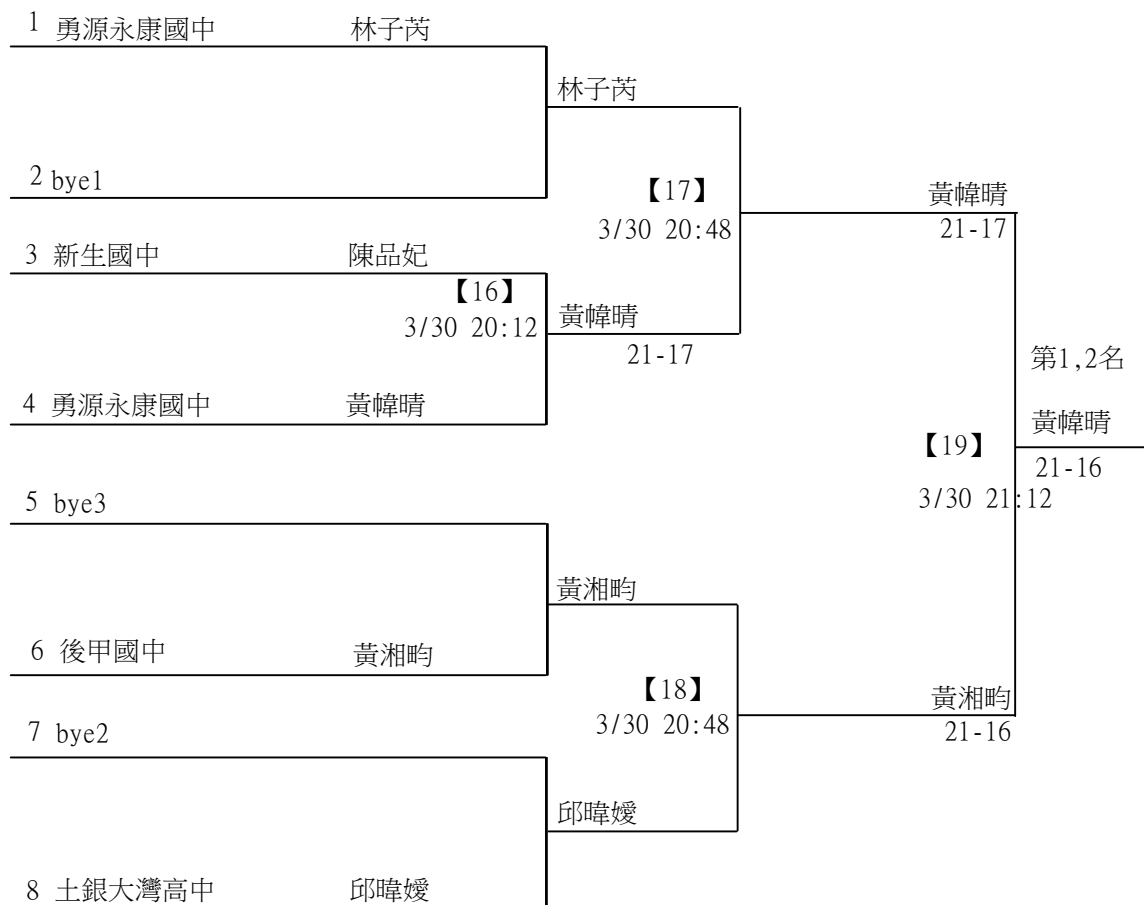 1 勇源永康國中 林子芮
林子芮
2 bye1
【17】
3/30 20:48
黃幃晴
21-17
3 新生國中 陳品妃
【16】
3/30 20:12
黃幃晴
21-17
4 勇源永康國中 黃幃晴
第1,2名
黃幃晴
21-16
【19】
3/30 21:12
5 bye3
黃湘畇
6 後甲國中 黃湘畇
【18】
3/30 20:48
黃湘畇
21-16
7 bye2
邱暐嫒
8 土銀大灣高中 邱暐嫒